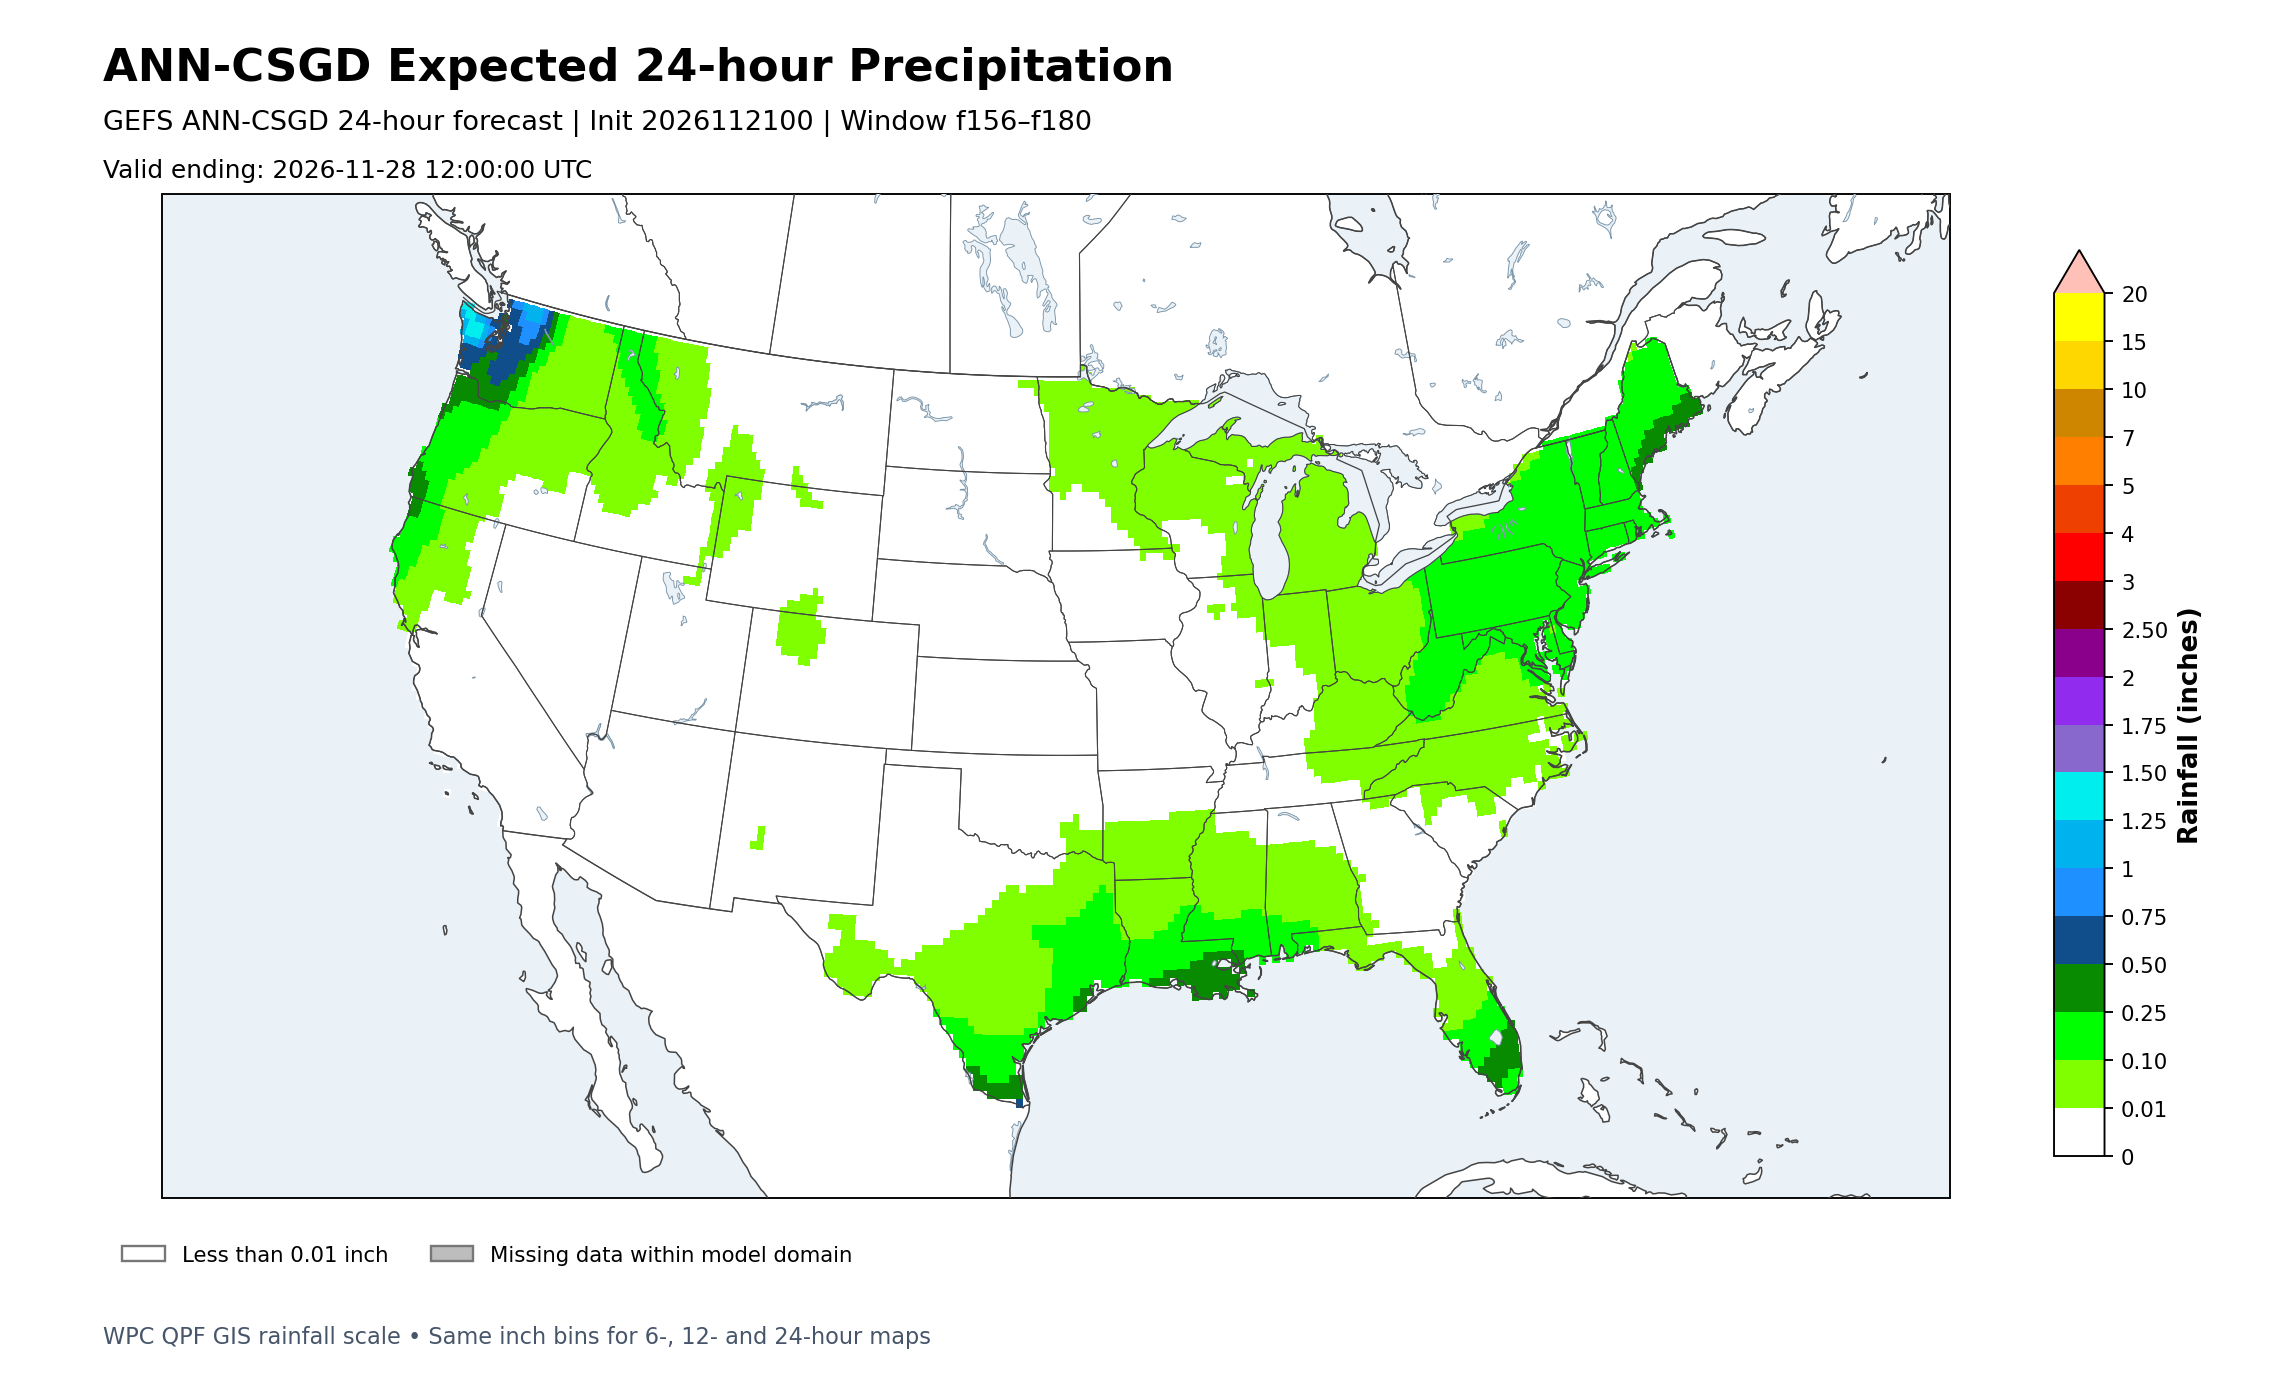 ANN-CSGD Expected 24-hour Precipitation
GEFS ANN-CSGD 24-hour forecast | Init 2026112100 | Window f156–f180
Valid ending: 2026-11-28 12:00:00 UTC
20
15
10
7
5
4
3
2.50
2
1.75
1.50
1.25
1
0.75
0.50
0.25
0.10
0.01
0
Rainfall (inches)
Less than 0.01 inch
Missing data within model domain
WPC QPF GIS rainfall scale • Same inch bins for 6-, 12- and 24-hour maps